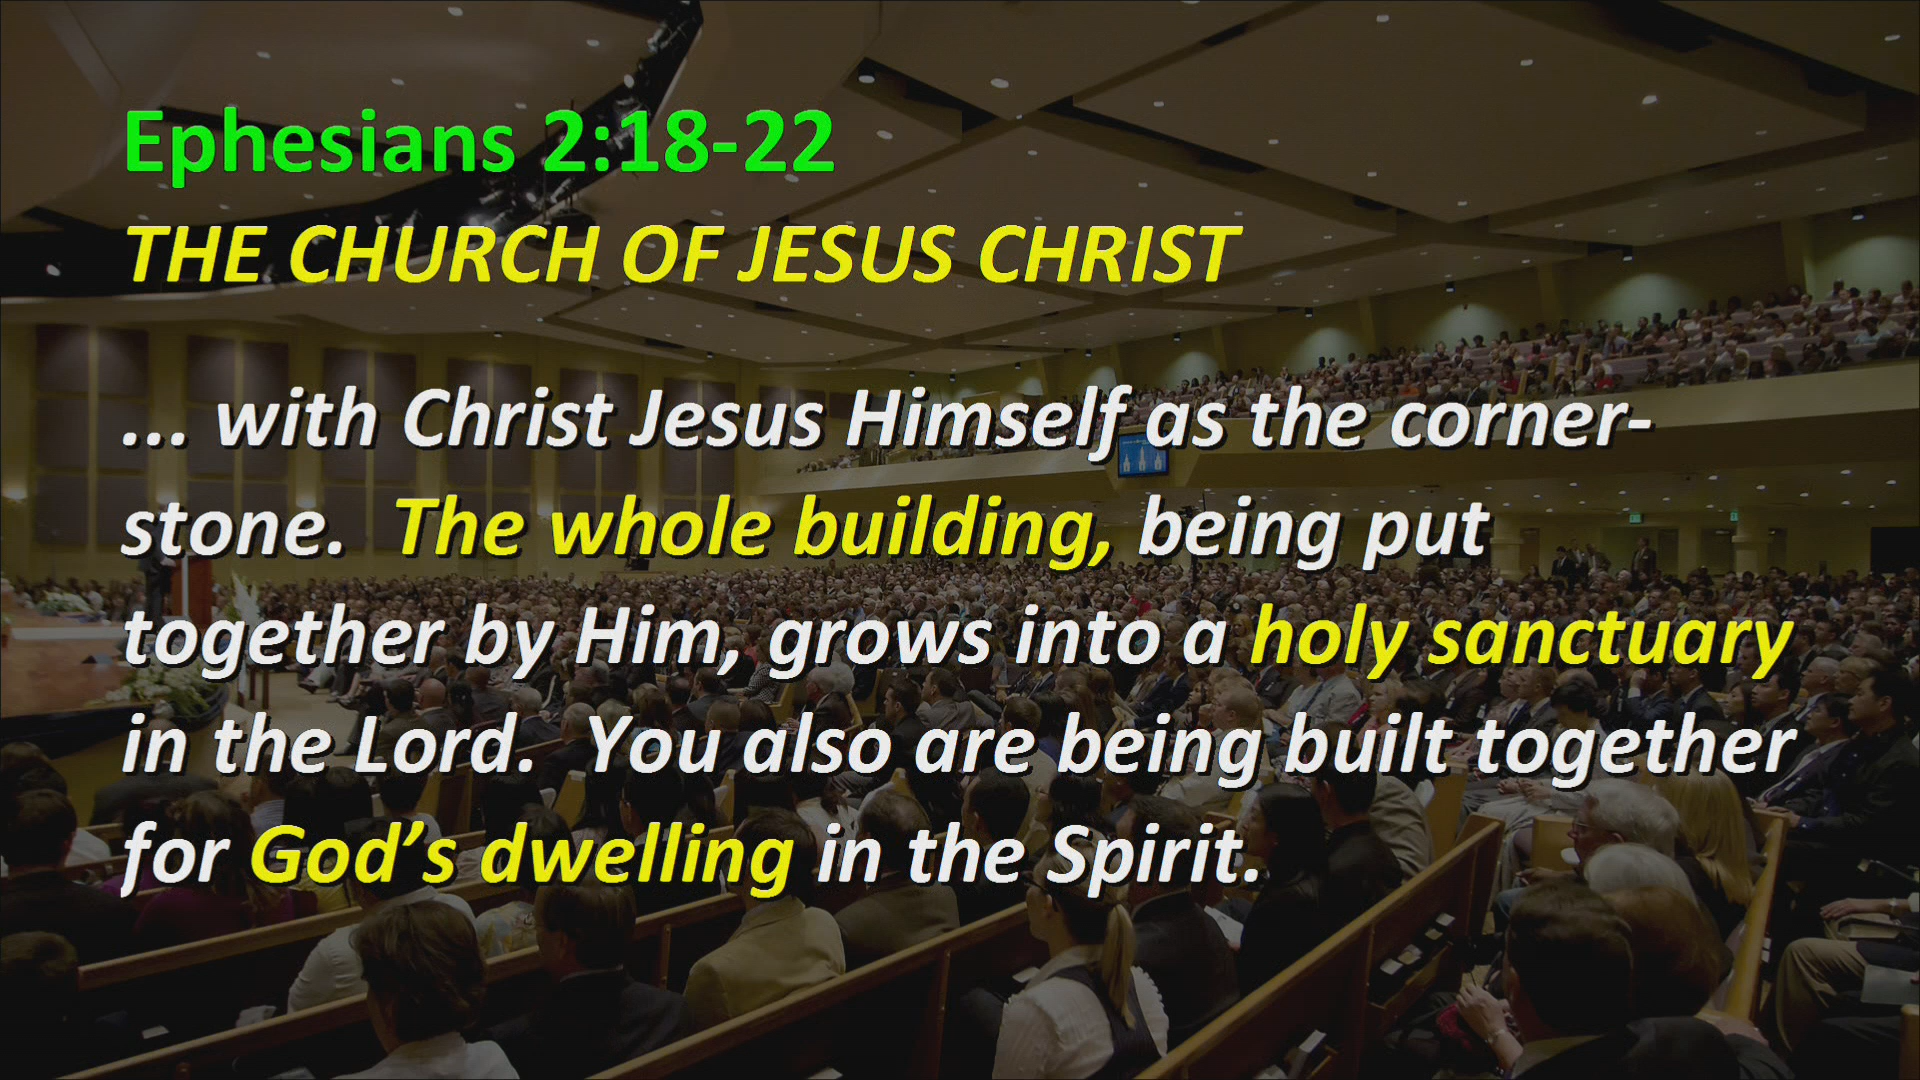 Ephesians 2:18-22
THE CHURCH OF JESUS CHRIST
... with Christ Jesus Himself as the corner-
stone.  The whole building, being put
together by Him, grows into a holy sanctuary
in the Lord.  You also are being built together
for God’s dwelling in the Spirit.